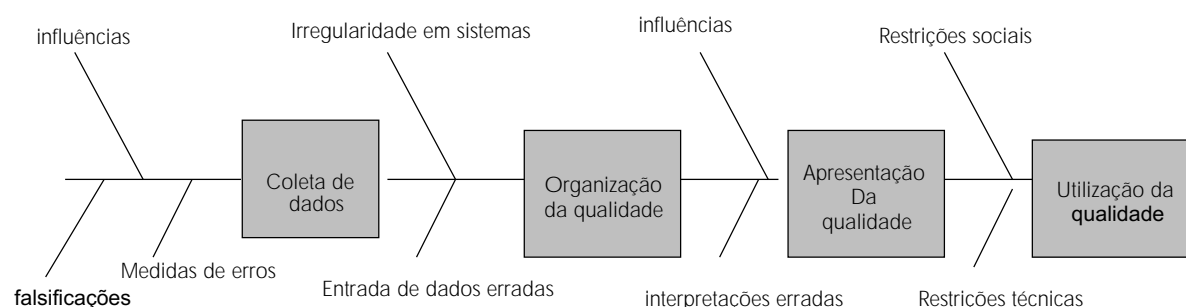 influências
Irregularidade em sistemas
influências
Restrições sociais
Coleta de
dados
Organização
da qualidade
Apresentação
Da
qualidade
Utilização da
qualidade
falsificações
Medidas de erros
Entrada de dados erradas
interpretações erradas
Restrições técnicas